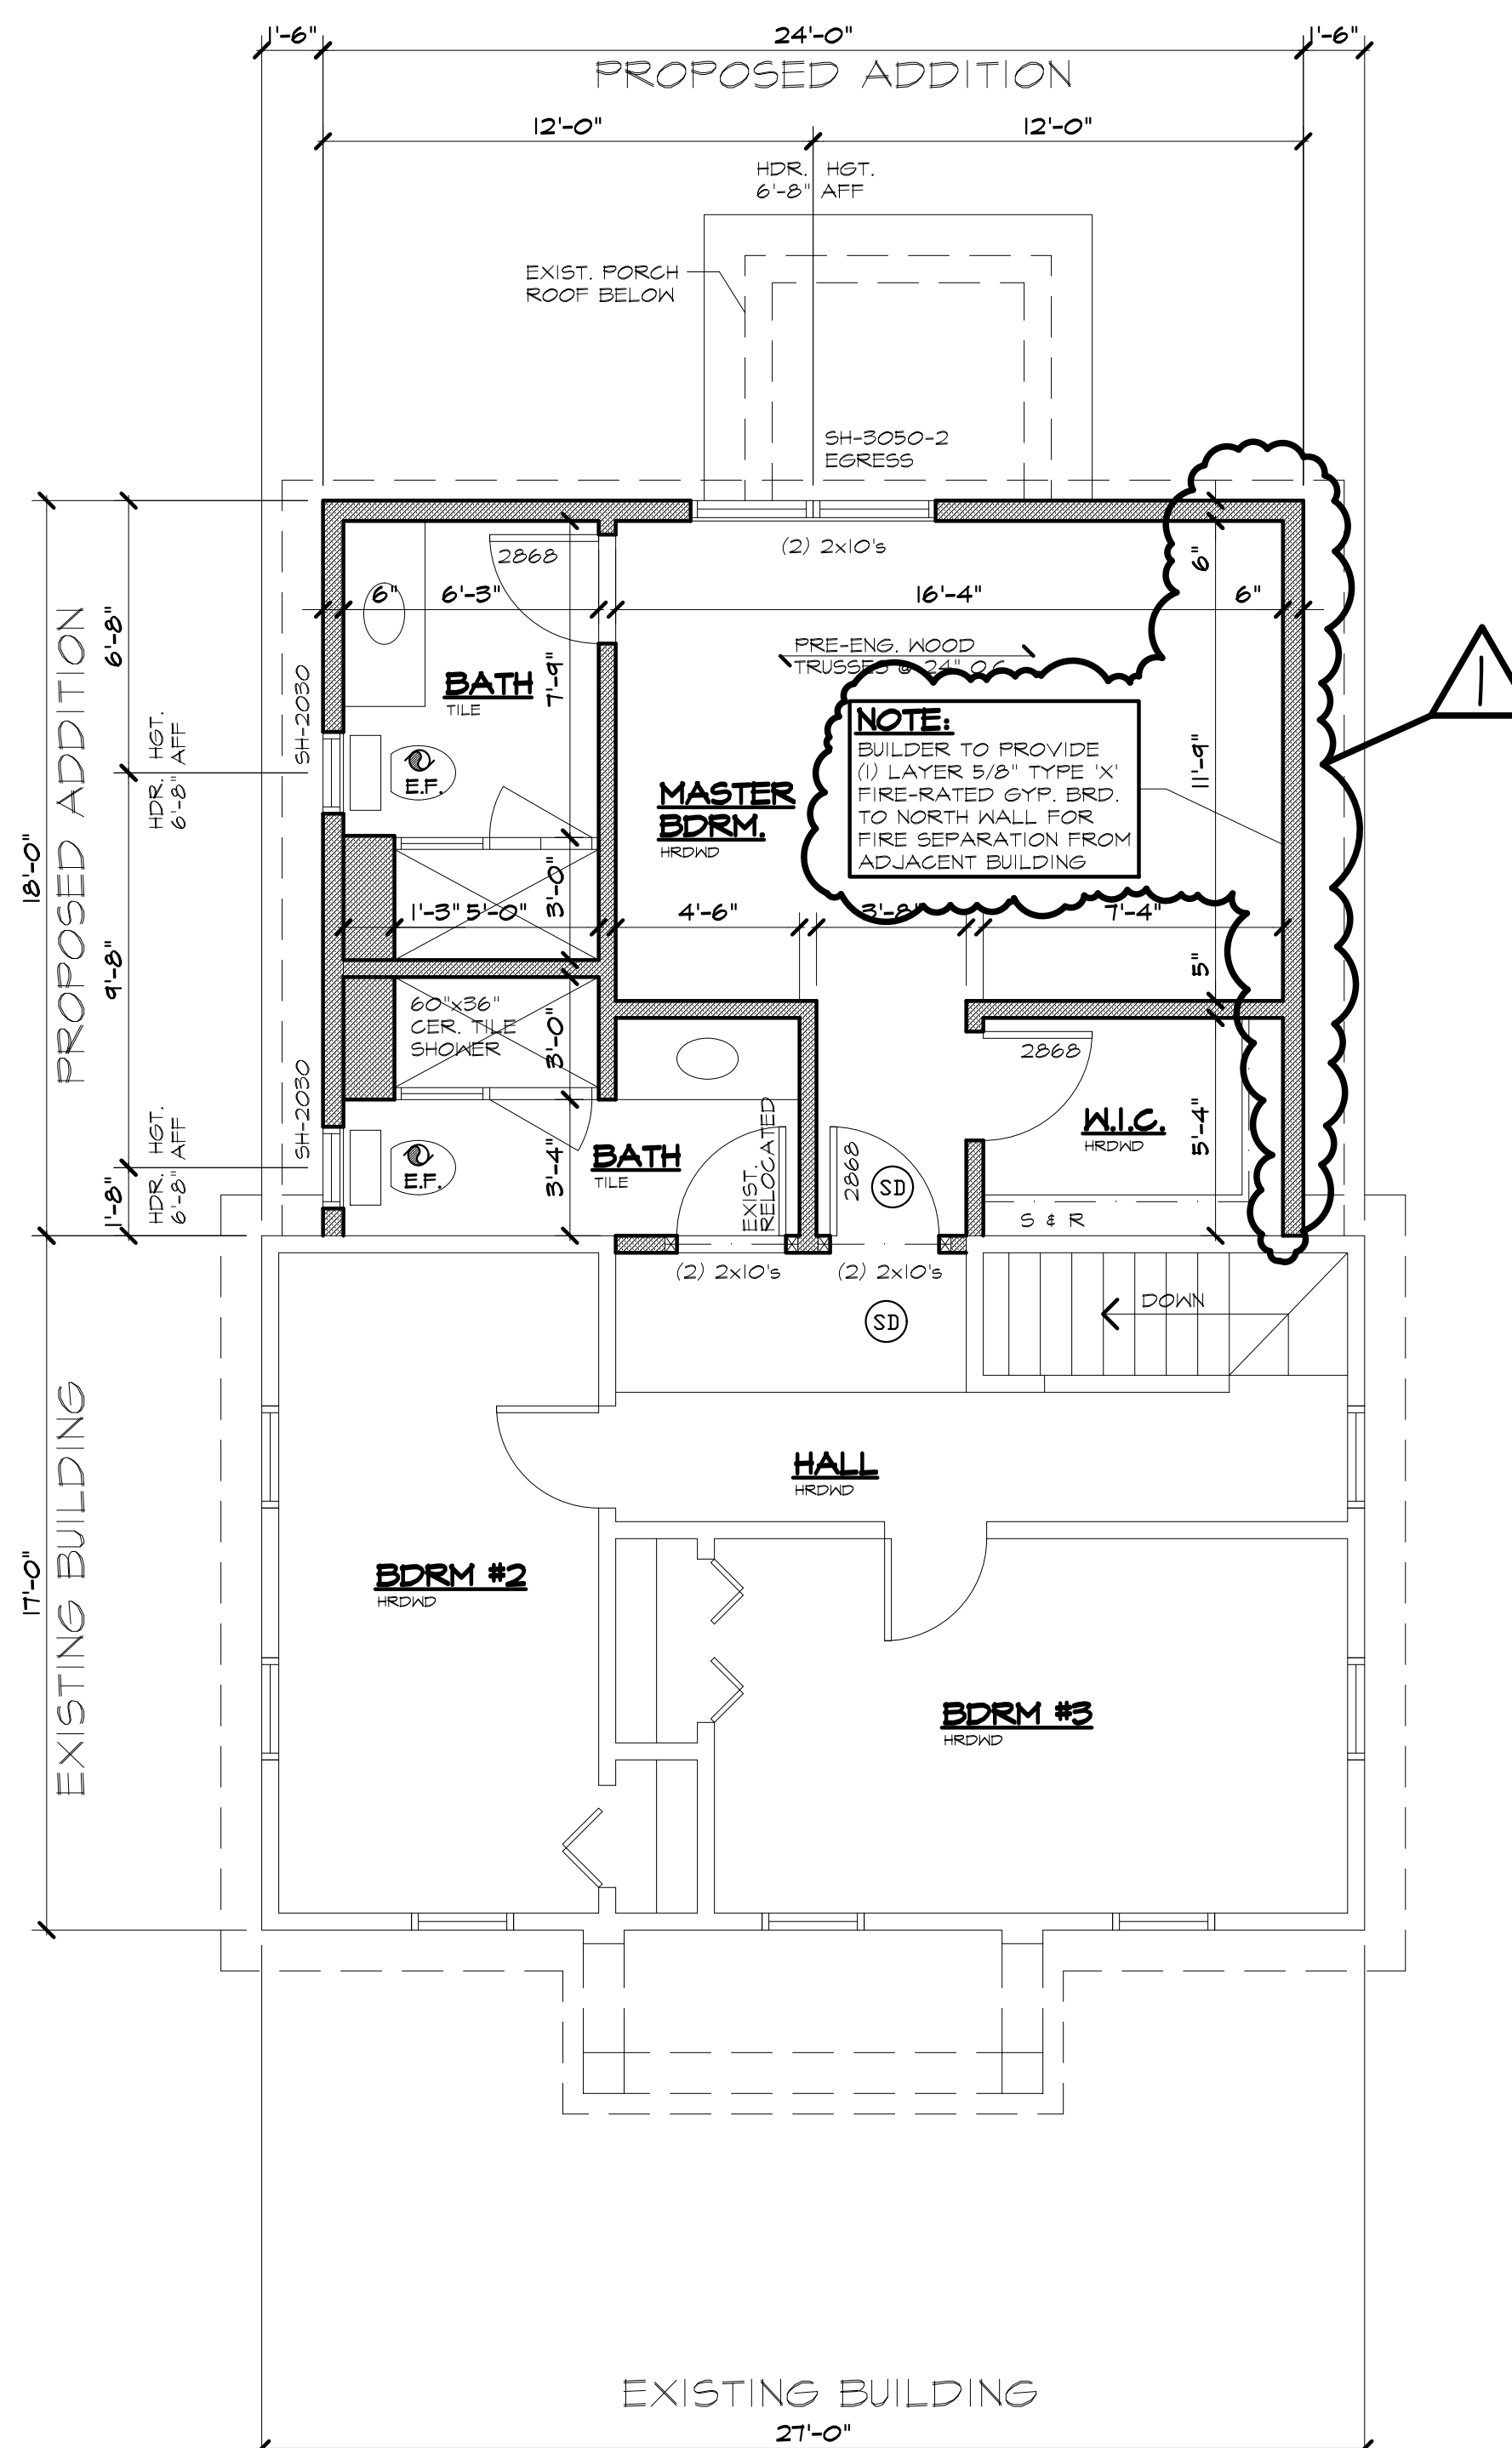 1'-6"
24'-0"
1'-6"
PROPOSED ADDITION
12'-0"
12'-0"
HDR. HGT.
6'-8" AFF
EXIST. PORCH
ROOF BELOW
SH-3050-2
EGRESS
(2) 2x10's
2868
6"
6'-3"
16'-4"
6"
6"
PRE-ENG. WOOD
TRUSSES @ 24" O.C.
BATH
TILE
7'-9"
E.F.
MASTER
BDRM.
HRDWD
NOTE:
BUILDER TO PROVIDE
(1) LAYER 5/8" TYPE 'X'
FIRE-RATED GYP. BRD.
TO NORTH WALL FOR
FIRE SEPARATION FROM
ADJACENT BUILDING
11'-9"
1
PROPOSED ADDITION
18'-0"
6'-8"
9'-8"
1'-8"
HDR. HGT.
6'-8" AFF
SH-2030
1'-3"
5'-0"
3'-0"
4'-6"
3'-8"
7'-4"
5"
60"x36"
CER. TILE
SHOWER
3'-0"
2868
SH-2030
HDR. HGT.
6'-8" AFF
E.F.
3'-4"
BATH
TILE
EXIST.
RELOCATED
2868
SD
W.I.C.
HRDWD
5'-4"
S & R
(2) 2x10's
(2) 2x10's
SD
DOWN
HALL
HRDWD
EXISTING BUILDING
17'-0"
BDRM #2
HRDWD
BDRM #3
HRDWD
EXISTING BUILDING
27'-0"